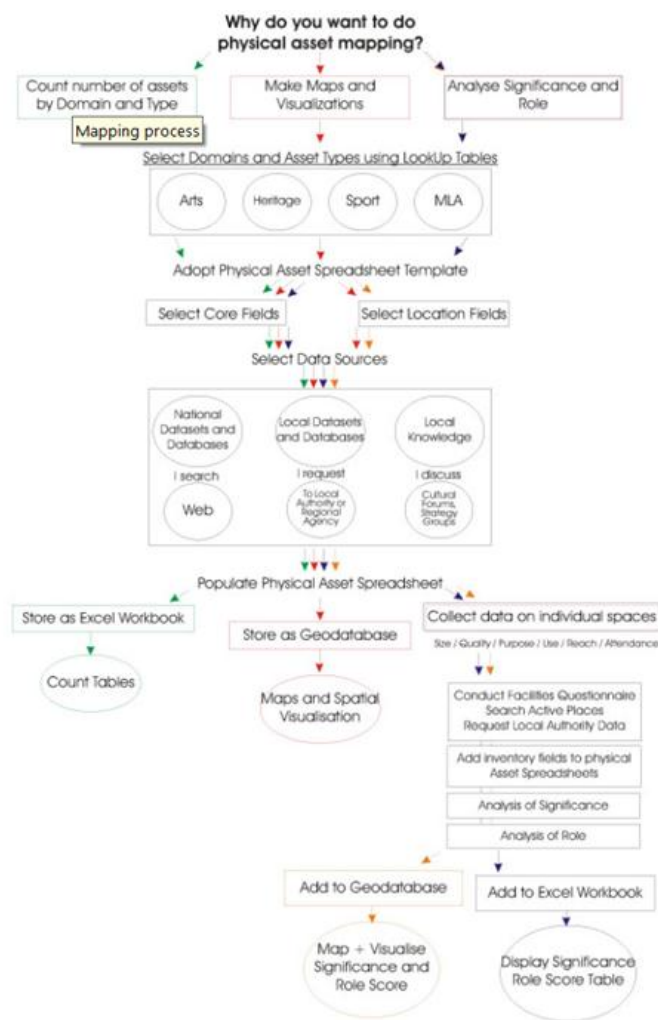 Why do you want to do
physical asset mapping?
Count number of assets
by Domain and Type
Make Maps and
Visualizations
Analyse Significance and
Role
Mapping process
Select Domains and Asset Types using LookUp Tables
Arts
Heritage
Sport
MLA
Adopt Physical Asset Spreadsheet Template
Select Core Fields
Select Location Fields
Select Data Sources
National
Datasets and
Databases
Local Datasets
and Databases
Local
Knowledge
I search
I request
I discuss
Web
To Local
Authority or
Regional
Agency
Cultural
Forums,
Strategy
Groups
Populate Physical Asset Spreadsheet
Store as Excel Workbook
Store as Geodatabase
Collect data on individual spaces
Size / Quality / Purpose / Use / Reach / Attendance
Count Tables
Maps and Spatial
Visualisation
Conduct Facilities Questionnaire
Search Active Places
Request Local Authority Data
Add inventory fields to physical
Asset Spreadsheets
Analysis of Significance
Analysis of Role
Add to Geodatabase
Add to Excel Workbook
Map + Visualise
Significance and
Role Score
Display Significance
Role Score Table